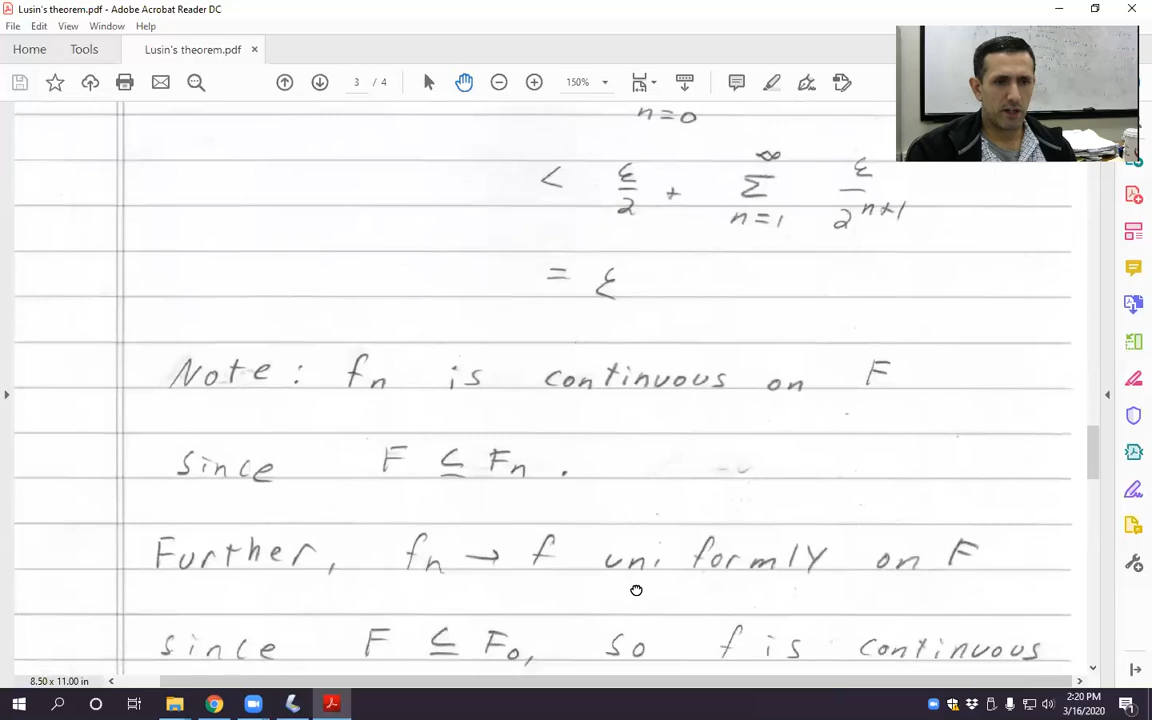 Lusin's theorem.pdf - Adobe Acrobat Reader DC
File Edit View Window Help
Home Tools Lusin's theorem.pdf ×
3 / 4 150%
n=0
< ε/2 + ∞ Σ n=1 ε/2^{n+1}
= ε
Note: fn is continuous on F
since F ⊆ Fn.
Further, fn → f uniformly on F
since F ⊆ F0, so f is continuous
8.50 x 11.00 in
2:20 PM
3/16/2020